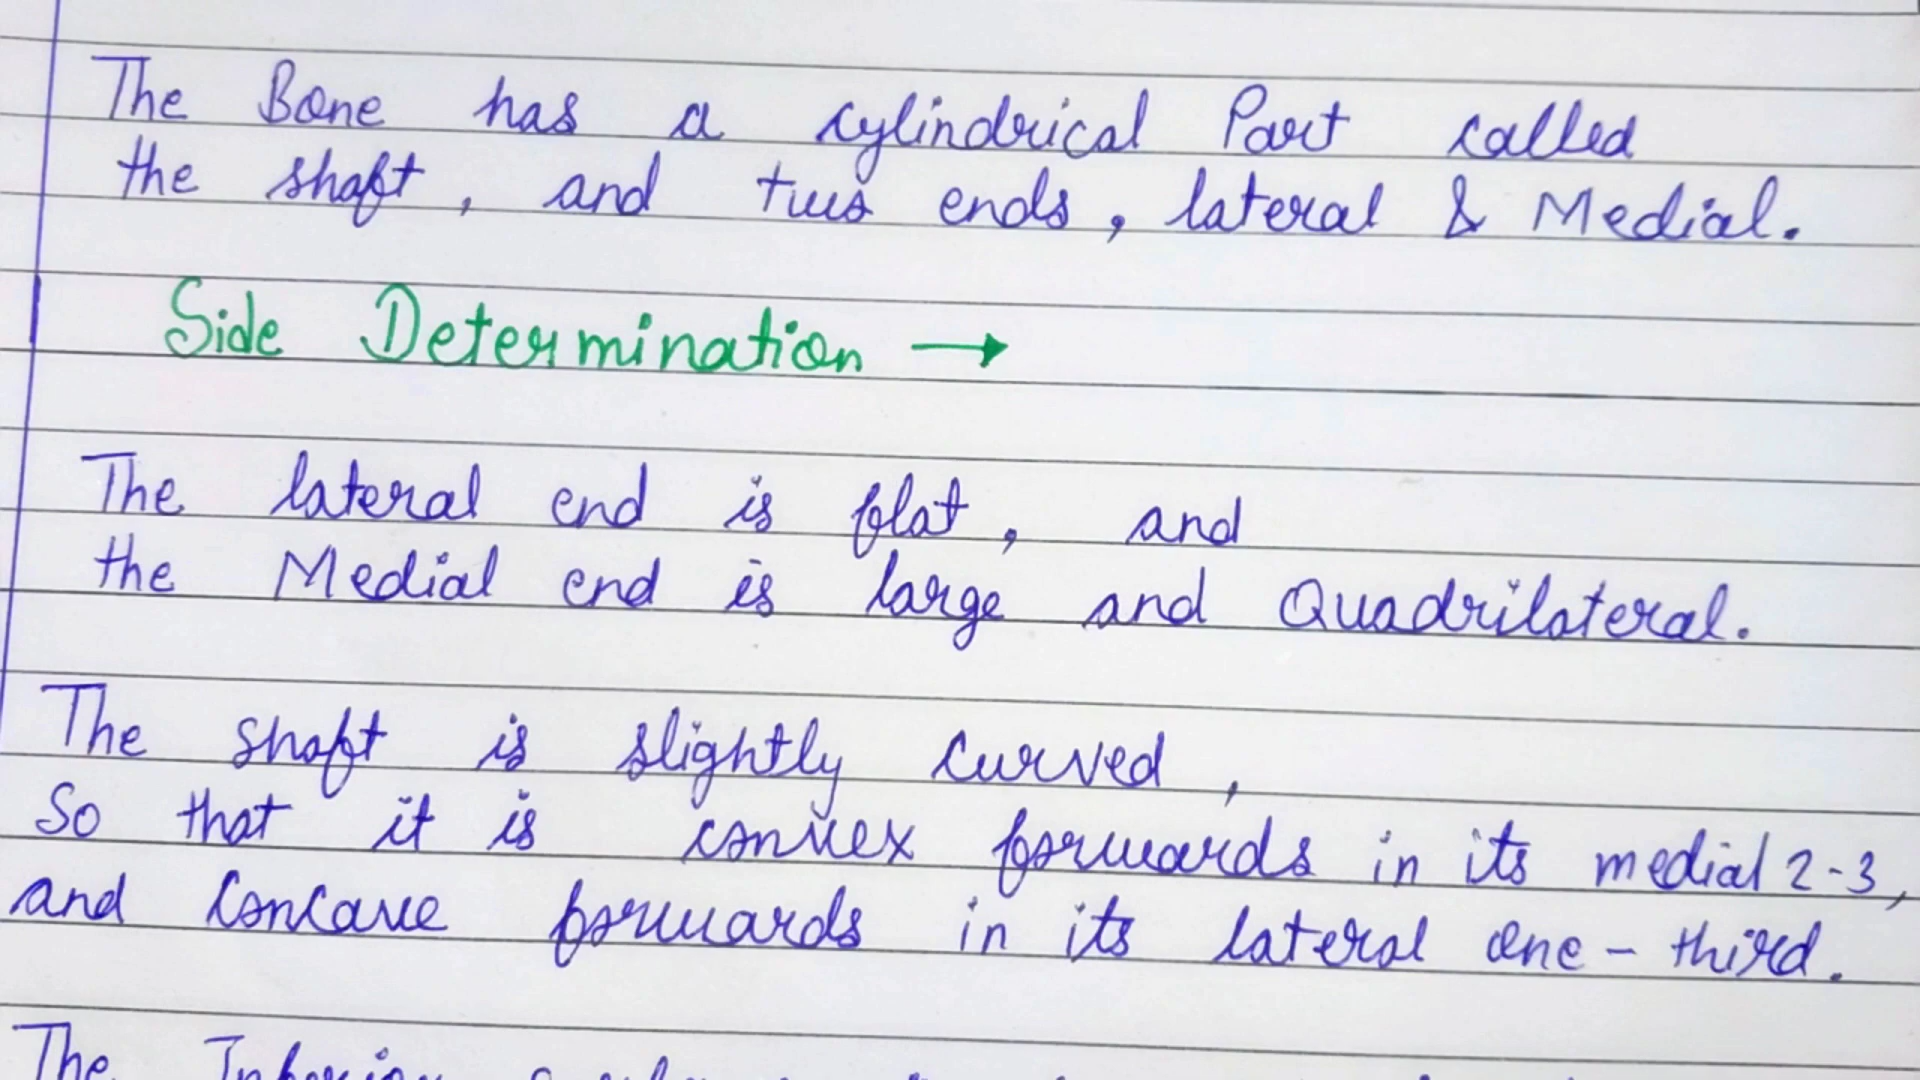 The Bone has a cylindrical Part called
the shaft, and two ends, lateral & Medial.
Side Determination →
The lateral end is flat, and
the Medial end is large and Quadrilateral.
The shaft is slightly curved,
So that it is convex forwards in its medial 2-3,
and Concave forwards in its lateral one-third.
The Inferior